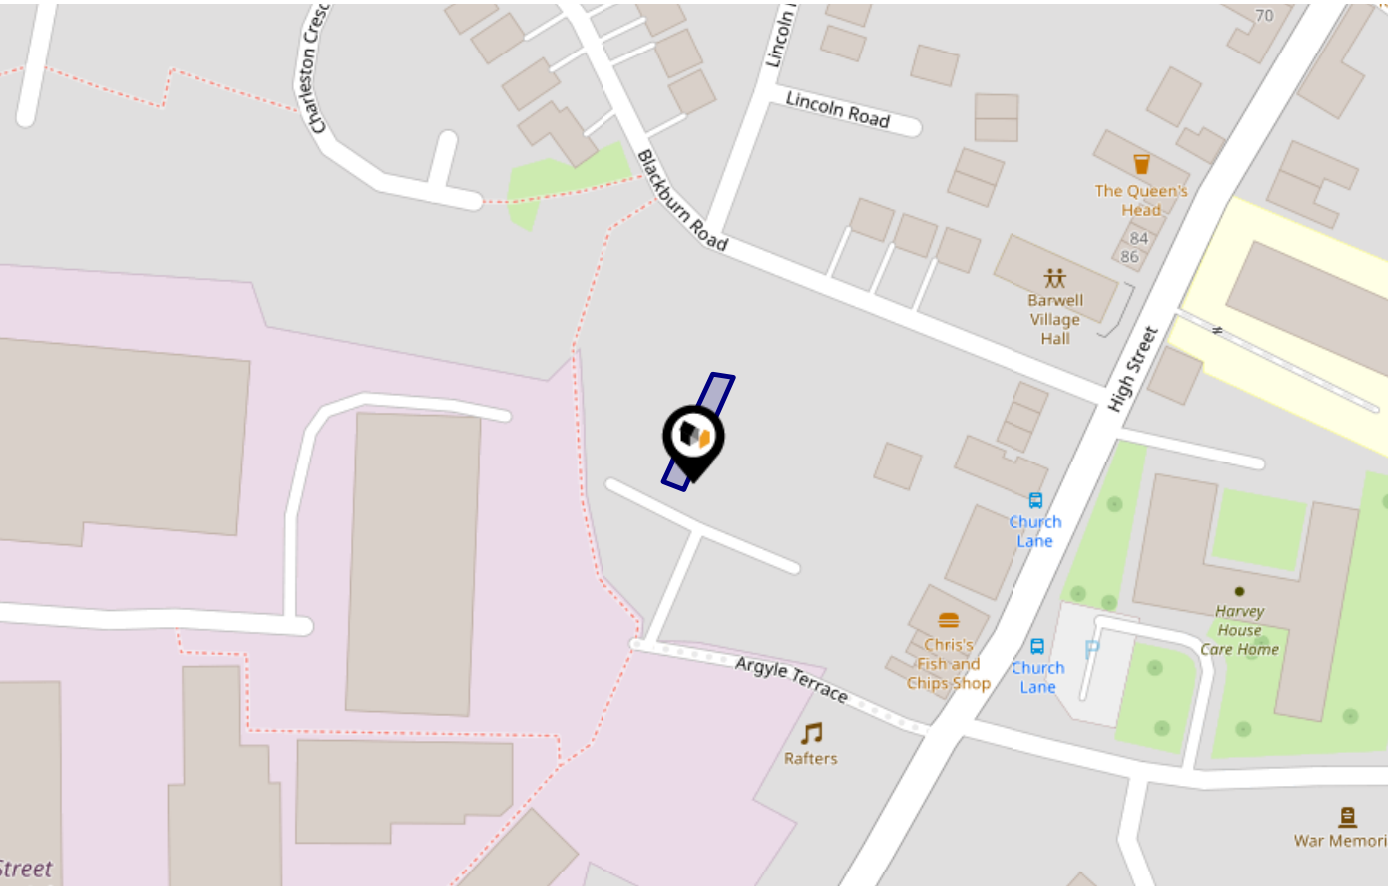 70
Charleston Cresc
Lincoln
Lincoln Road
Blackburn Road
The Queen's
Head
84
86
Barwell
Village
Hall
High Street
Church
Lane
Harvey
House
Care Home
Chris's
Fish and
Chips Shop
Church
Lane
P
Argyle Terrace
Rafters
War Memori
Street